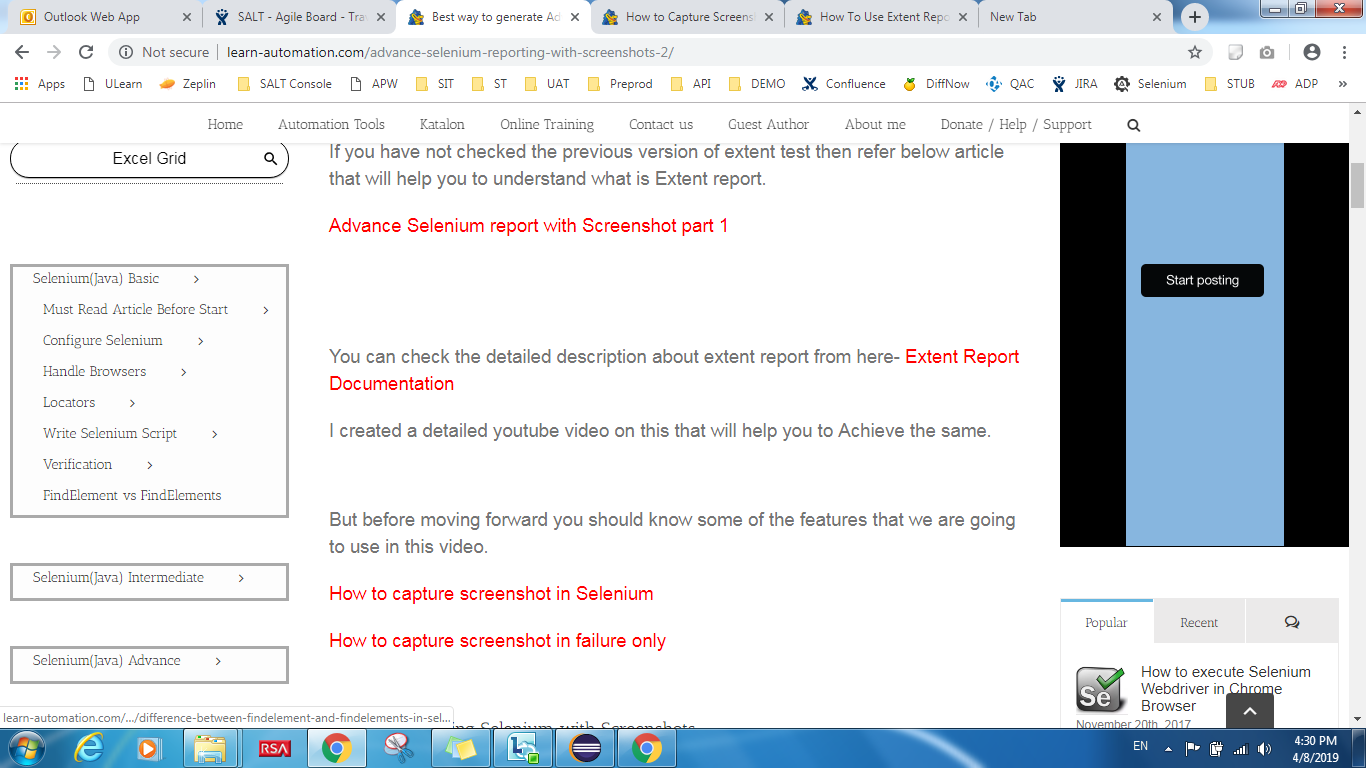 Outlook Web App
SALT - Agile Board - Trav
Best way to generate Ad
How to Capture Screensh
How To Use Extent Repo
New Tab
Not secure
learn-automation.com/advance-selenium-reporting-with-screenshots-2/
Apps
ULearn
Zeplin
SALT Console
APW
SIT
ST
UAT
Preprod
API
DEMO
Confluence
DiffNow
QAC
JIRA
Selenium
STUB
ADP
Home
Automation Tools
Katalon
Online Training
Contact us
Guest Author
About me
Donate / Help / Support
Excel Grid
Selenium(Java) Basic
Must Read Article Before Start
Configure Selenium
Handle Browsers
Locators
Write Selenium Script
Verification
FindElement vs FindElements
Selenium(Java) Intermediate
Selenium(Java) Advance
If you have not checked the previous version of extent test then refer below article
that will help you to understand what is Extent report.
Advance Selenium report with Screenshot part 1
You can check the detailed description about extent report from here- Extent Report
Documentation
I created a detailed youtube video on this that will help you to Achieve the same.
But before moving forward you should know some of the features that we are going
to use in this video.
How to capture screenshot in Selenium
How to capture screenshot in failure only
Selenium with Screenshots
Start posting
Popular
Recent
Se
How to execute Selenium
Webdriver in Chrome
Browser
November 20th, 2017
learn-automation.com/.../difference-between-findelement-and-findelements-in-sel...
RSA
EN
4:30 PM
4/8/2019